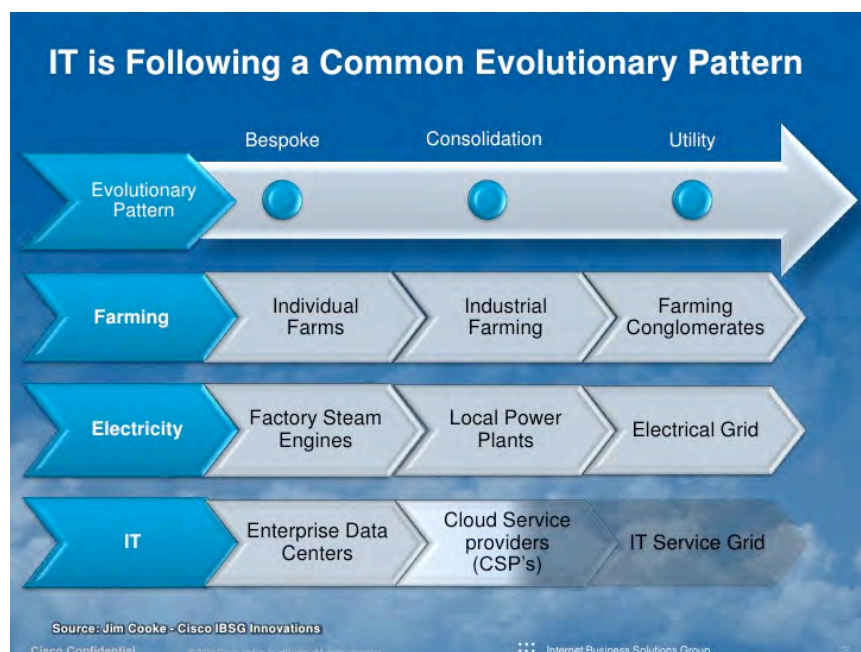 IT is Following a Common Evolutionary Pattern
Bespoke
Consolidation
Utility
Evolutionary
Pattern
Farming
Individual
Farms
Industrial
Farming
Farming
Conglomerates
Electricity
Factory Steam
Engines
Local Power
Plants
Electrical Grid
IT
Enterprise Data
Centers
Cloud Service
providers
(CSP's)
IT Service Grid
Source: Jim Cooke - Cisco IBSG Innovations
Cisco Confidential
Internet Business Solutions Group